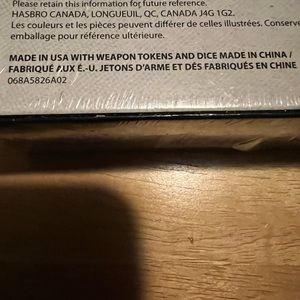 Please retain this information for future reference.
HASBRO CANADA, LONGUEUIL, QC, CANADA J4G 1G2.
Les couleurs et les pièces peuvent différer de celles illustrées. Conserve
emballage pour référence ultérieure.
MADE IN USA WITH WEAPON TOKENS AND DICE MADE IN CHINA /
FABRIQUÉ AUX É.-U. JETONS D'ARME ET DÉS FABRIQUÉS EN CHINE
068A5826A02